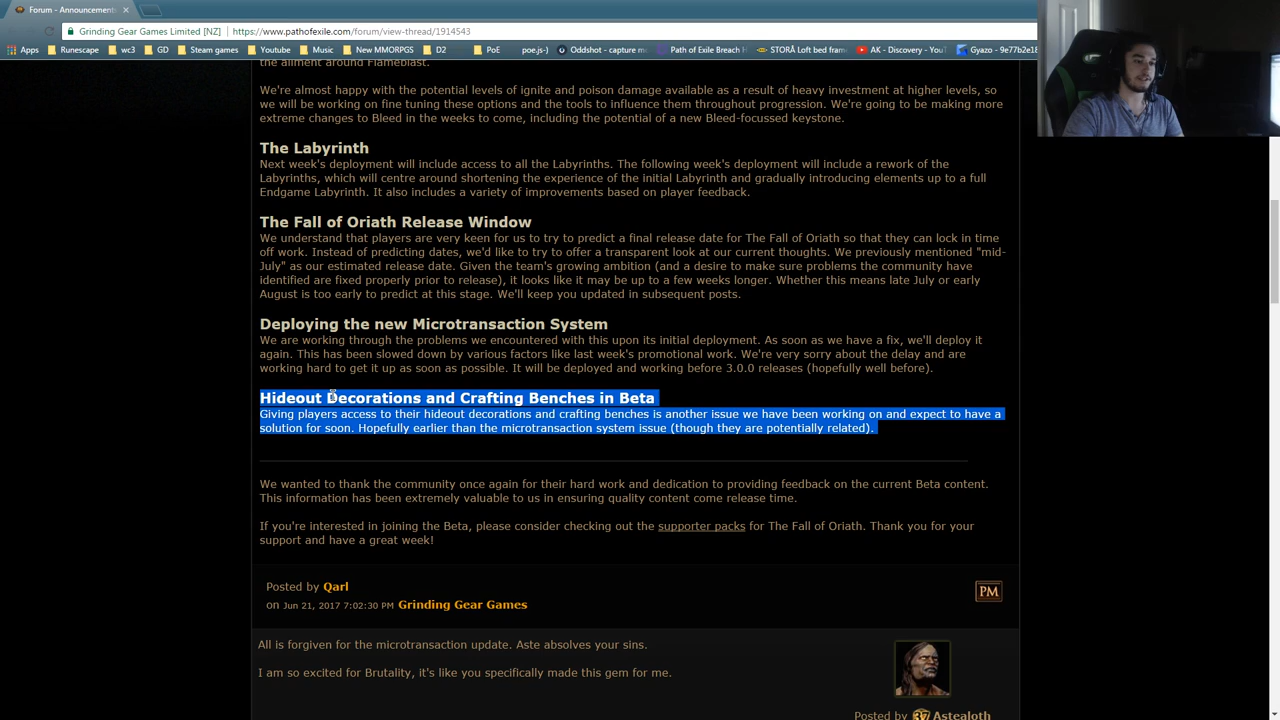 Forum - Announcement
Grinding Gear Games Limited [NZ] https://www.pathofexile.com/forum/view-thread/1914543
Apps Runescape wc3 GD Steam games Youtube Music New MMORPGS D2 PoE poe.js-) Oddshot - capture m Path of Exile Breach H STORÅ Loft bed fram AK - Discovery - YouT Gyazo - 9e77b2e18
the ailment around Flameblast.
We're almost happy with the potential levels of ignite and poison damage available as a result of heavy investment at higher levels, so
we will be working on fine tuning these options and the tools to influence them throughout progression. We're going to be making more
extreme changes to Bleed in the weeks to come, including the potential of a new Bleed-focussed keystone.
The Labyrinth
Next week's deployment will include access to all the Labyrinths. The following week's deployment will include a rework of the
Labyrinths, which will centre around shortening the experience of the initial Labyrinth and gradually introducing elements up to a full
Endgame Labyrinth. It also includes a variety of improvements based on player feedback.
The Fall of Oriath Release Window
We understand that players are very keen for us to try to predict a final release date for The Fall of Oriath so that they can lock in time
off work. Instead of predicting dates, we'd like to try to offer a transparent look at our current thoughts. We previously mentioned "mid-
July" as our estimated release date. Given the team's growing ambition (and a desire to make sure problems the community have
identified are fixed properly prior to release), it looks like it may be up to a few weeks longer. Whether this means late July or early
August is too early to predict at this stage. We'll keep you updated in subsequent posts.
Deploying the new Microtransaction System
We are working through the problems we encountered with this upon its initial deployment. As soon as we have a fix, we'll deploy it
again. This has been slowed down by various factors like last week's promotional work. We're very sorry about the delay and are
working hard to get it up as soon as possible. It will be deployed and working before 3.0.0 releases (hopefully well before).
Hideout Decorations and Crafting Benches in Beta
Giving players access to their hideout decorations and crafting benches is another issue we have been working on and expect to have a
solution for soon. Hopefully earlier than the microtransaction system issue (though they are potentially related).
We wanted to thank the community once again for their hard work and dedication to providing feedback on the current Beta content.
This information has been extremely valuable to us in ensuring quality content come release time.
If you're interested in joining the Beta, please consider checking out the supporter packs for The Fall of Oriath. Thank you for your
support and have a great week!
Posted by Qarl
on Jun 21, 2017 7:02:30 PM Grinding Gear Games
PM
All is forgiven for the microtransaction update. Aste absolves your sins.
I am so excited for Brutality, it's like you specifically made this gem for me.
Posted by 37 Astealoth